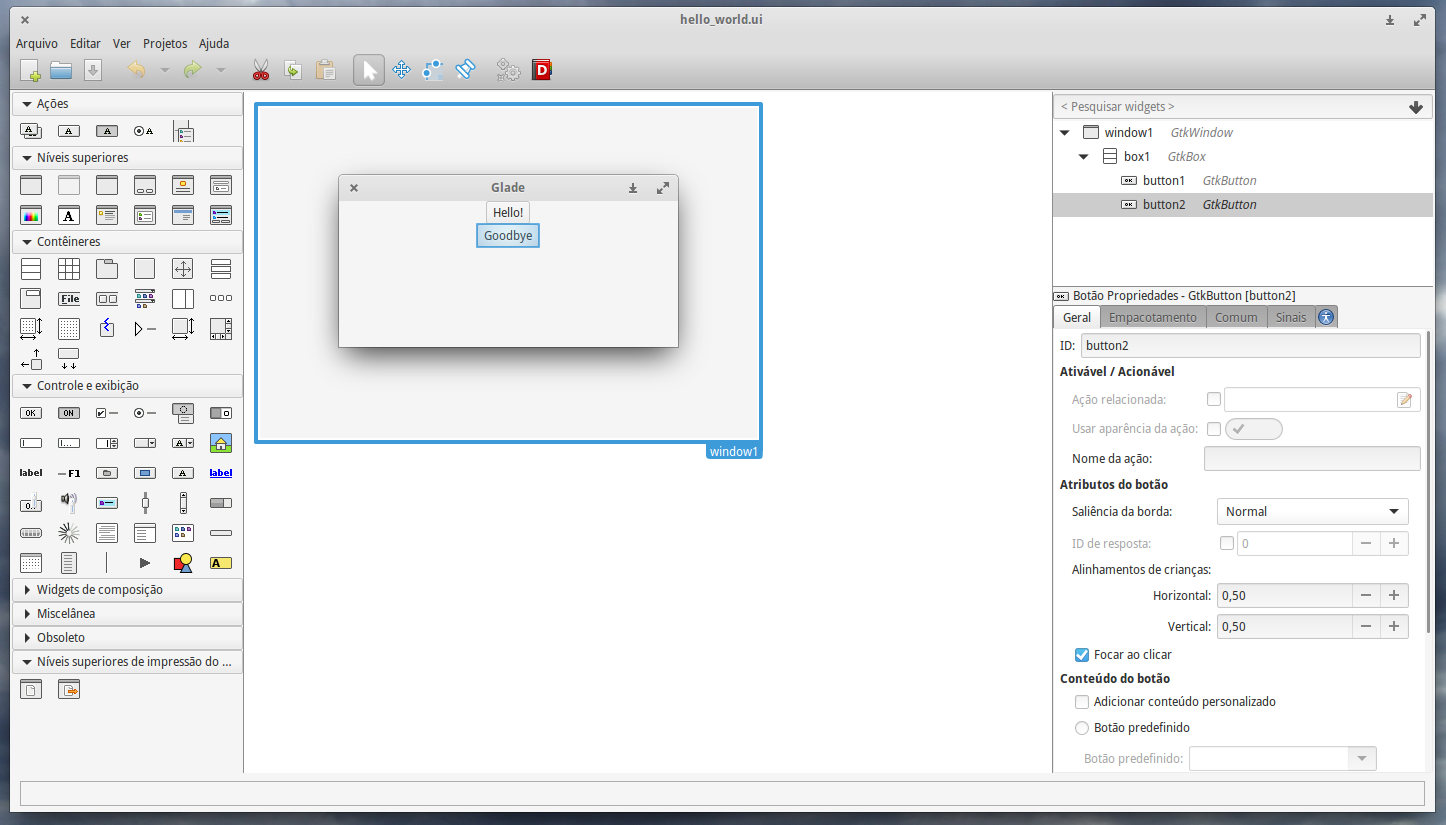 hello_world.ui
Arquivo Editar Ver Projetos Ajuda
D
Ações
A A A A
Níveis superiores
A
Contêineres
File
Controle e exibição
OK ON
I... A
label F1 A label
0.
A
Widgets de composição
Miscelânea
Obsoleto
Níveis superiores de impressão do ...
Glade
Hello!
Goodbye
window1
< Pesquisar widgets >
window1 GtkWindow
box1 GtkBox
OK button1 GtkButton
OK button2 GtkButton
OK Botão Propriedades - GtkButton [button2]
Geral Empacotamento Comum Sinais
ID: button2
Ativável / Acionável
Ação relacionada:
Usar aparência da ação:
Nome da ação:
Atributos do botão
Saliência da borda: Normal
ID de resposta: 0
Alinhamentos de crianças:
Horizontal: 0,50
Vertical: 0,50
Focar ao clicar
Conteúdo do botão
Adicionar conteúdo personalizado
Botão predefinido
Botão predefinido: